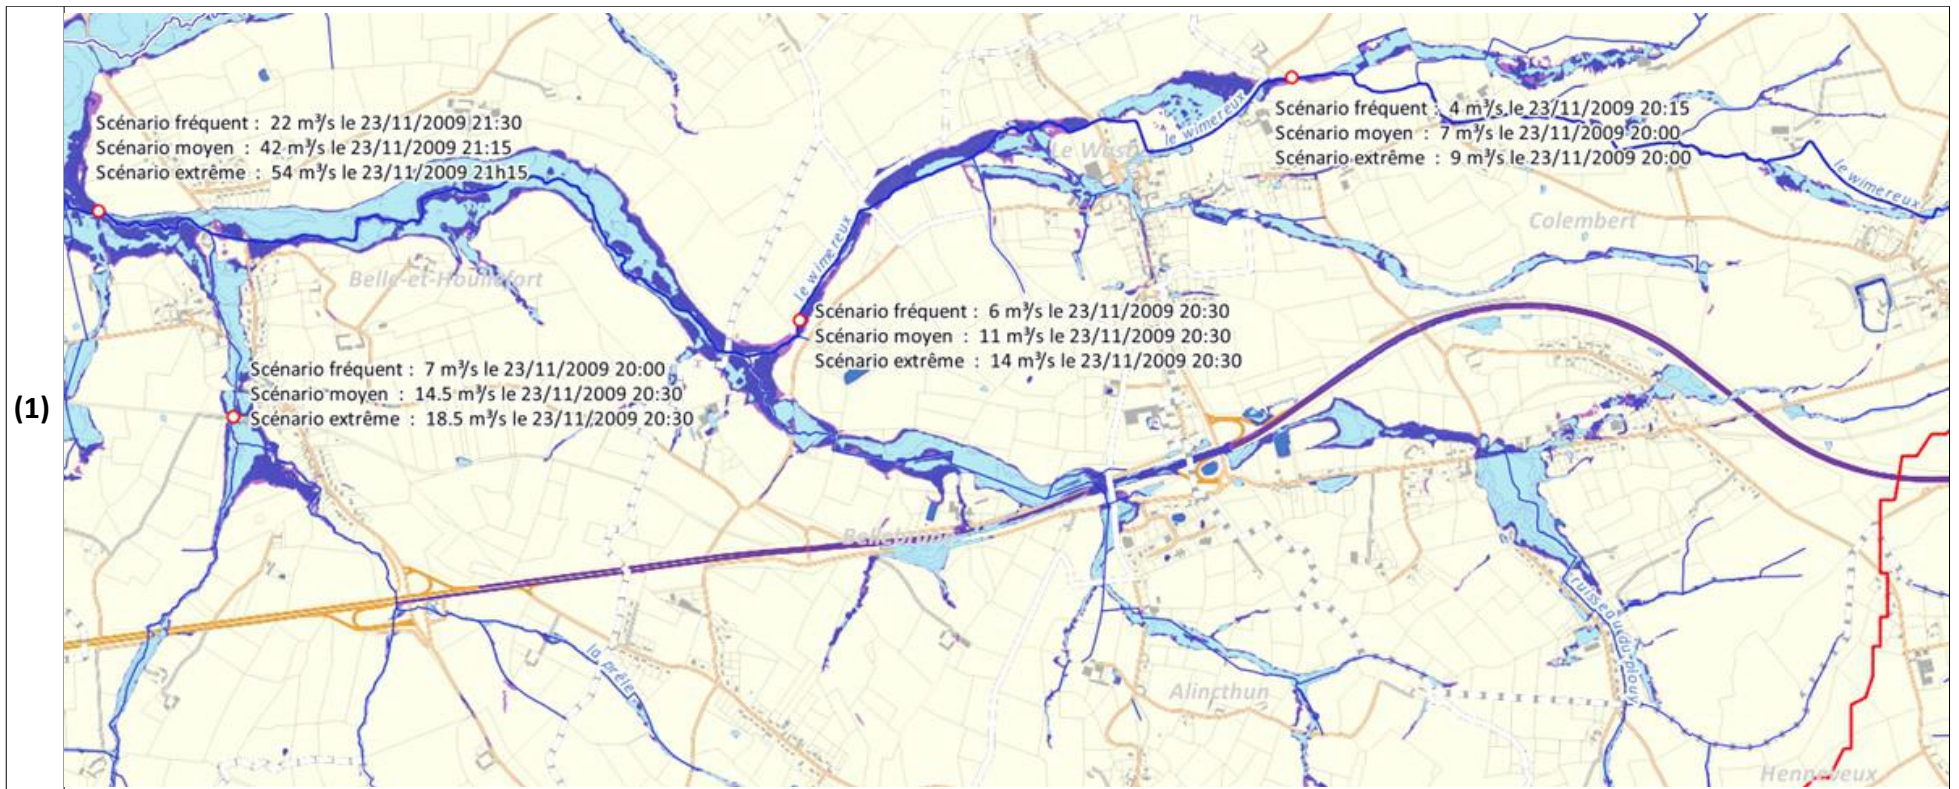 (1)
Scénario fréquent : 22 m³/s le 23/11/2009 21:30
Scénario moyen : 42 m³/s le 23/11/2009 21:15
Scénario extrême : 54 m³/s le 23/11/2009 21h15
Scénario fréquent : 4 m³/s le 23/11/2009 20:15
Scénario moyen : 7 m³/s le 23/11/2009 20:00
Scénario extrême : 9 m³/s le 23/11/2009 20:00
le wimereux
Le Wast
le wimereux
Colembert
le wimereux
Belle-et-Houllefort
Scénario fréquent : 6 m³/s le 23/11/2009 20:30
Scénario moyen : 11 m³/s le 23/11/2009 20:30
Scénario extrême : 14 m³/s le 23/11/2009 20:30
Scénario fréquent : 7 m³/s le 23/11/2009 20:00
Scénario moyen : 14.5 m³/s le 23/11/2009 20:30
Scénario extrême : 18.5 m³/s le 23/11/2009 20:30
Bellebrune
ruisseau du plouy
la prêle
Alincthun
Henneveux